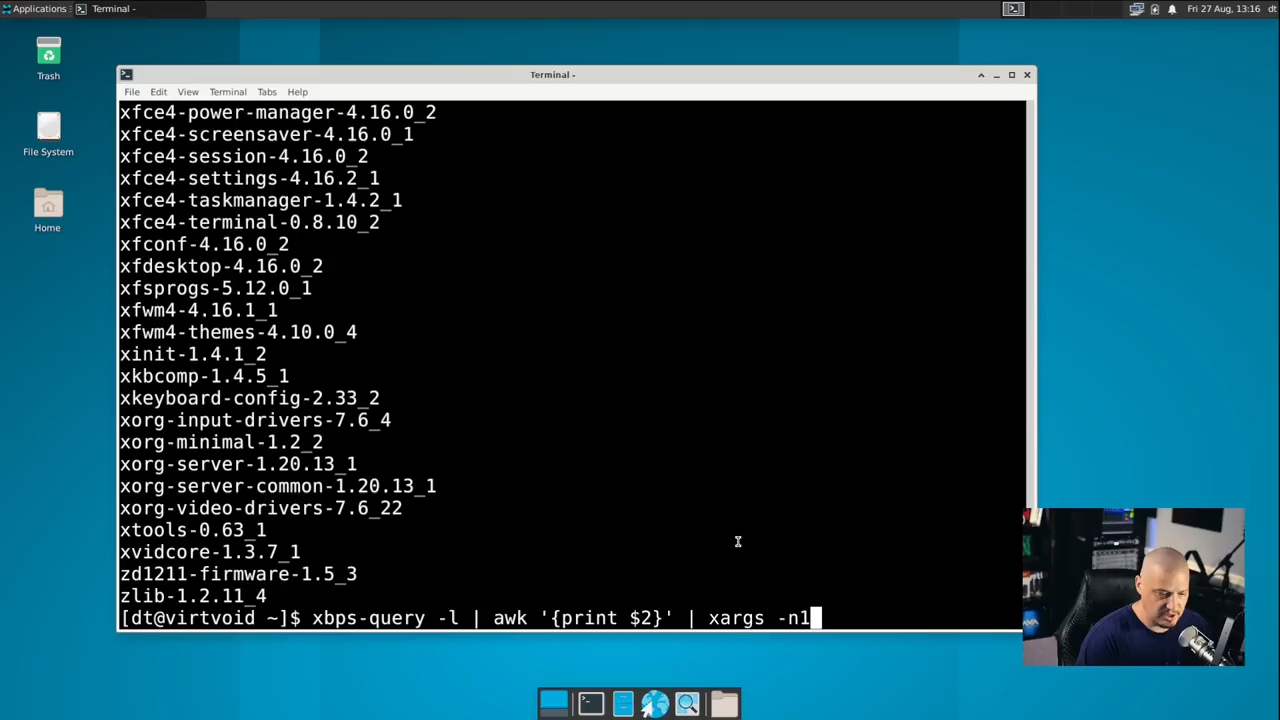 Applications
Terminal -
Fri 27 Aug, 13:16
dt
Trash
File System
Home
Terminal -
File Edit View Terminal Tabs Help
xfce4-power-manager-4.16.0_2
xfce4-screensaver-4.16.0_1
xfce4-session-4.16.0_2
xfce4-settings-4.16.2_1
xfce4-taskmanager-1.4.2_1
xfce4-terminal-0.8.10_2
xfconf-4.16.0_2
xfdesktop-4.16.0_2
xfsprogs-5.12.0_1
xfwm4-4.16.1_1
xfwm4-themes-4.10.0_4
xinit-1.4.1_2
xkbcomp-1.4.5_1
xkeyboard-config-2.33_2
xorg-input-drivers-7.6_4
xorg-minimal-1.2_2
xorg-server-1.20.13_1
xorg-server-common-1.20.13_1
xorg-video-drivers-7.6_22
xtools-0.63_1
xvidcore-1.3.7_1
zd1211-firmware-1.5_3
zlib-1.2.11_4
[dt@virtvoid ~]$ xbps-query -l | awk '{print $2}' | xargs -n1